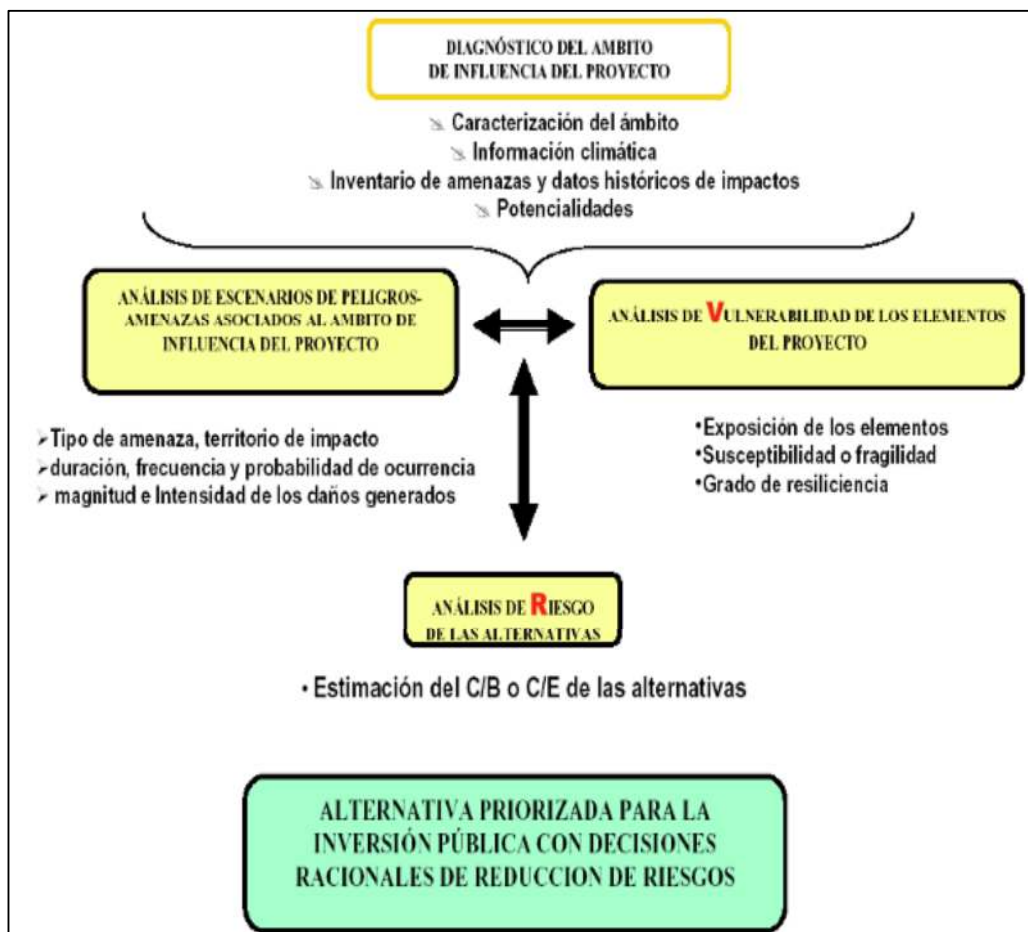 DIAGNÓSTICO DEL AMBITO
DE INFLUENCIA DEL PROYECTO
Caracterización del ámbito
Información climática
Inventario de amenazas y datos históricos de impactos
Potencialidades
ANÁLISIS DE ESCENARIOS DE PELIGROS-
AMENAZAS ASOCIADOS AL AMBITO DE
INFLUENCIA DEL PROYECTO
ANÁLISIS DE VULNERABILIDAD DE LOS ELEMENTOS
DEL PROYECTO
Tipo de amenaza, territorio de impacto
duración, frecuencia y probabilidad de ocurrencia
magnitud e Intensidad de los daños generados
•Exposición de los elementos
•Susceptibilidad o fragilidad
•Grado de resiliciencia
ANÁLISIS DE RIESGO
DE LAS ALTERNATIVAS
• Estimación del C/B o C/E de las alternativas
ALTERNATIVA PRIORIZADA PARA LA
INVERSIÓN PÚBLICA CON DECISIONES
RACIONALES DE REDUCCION DE RIESGOS